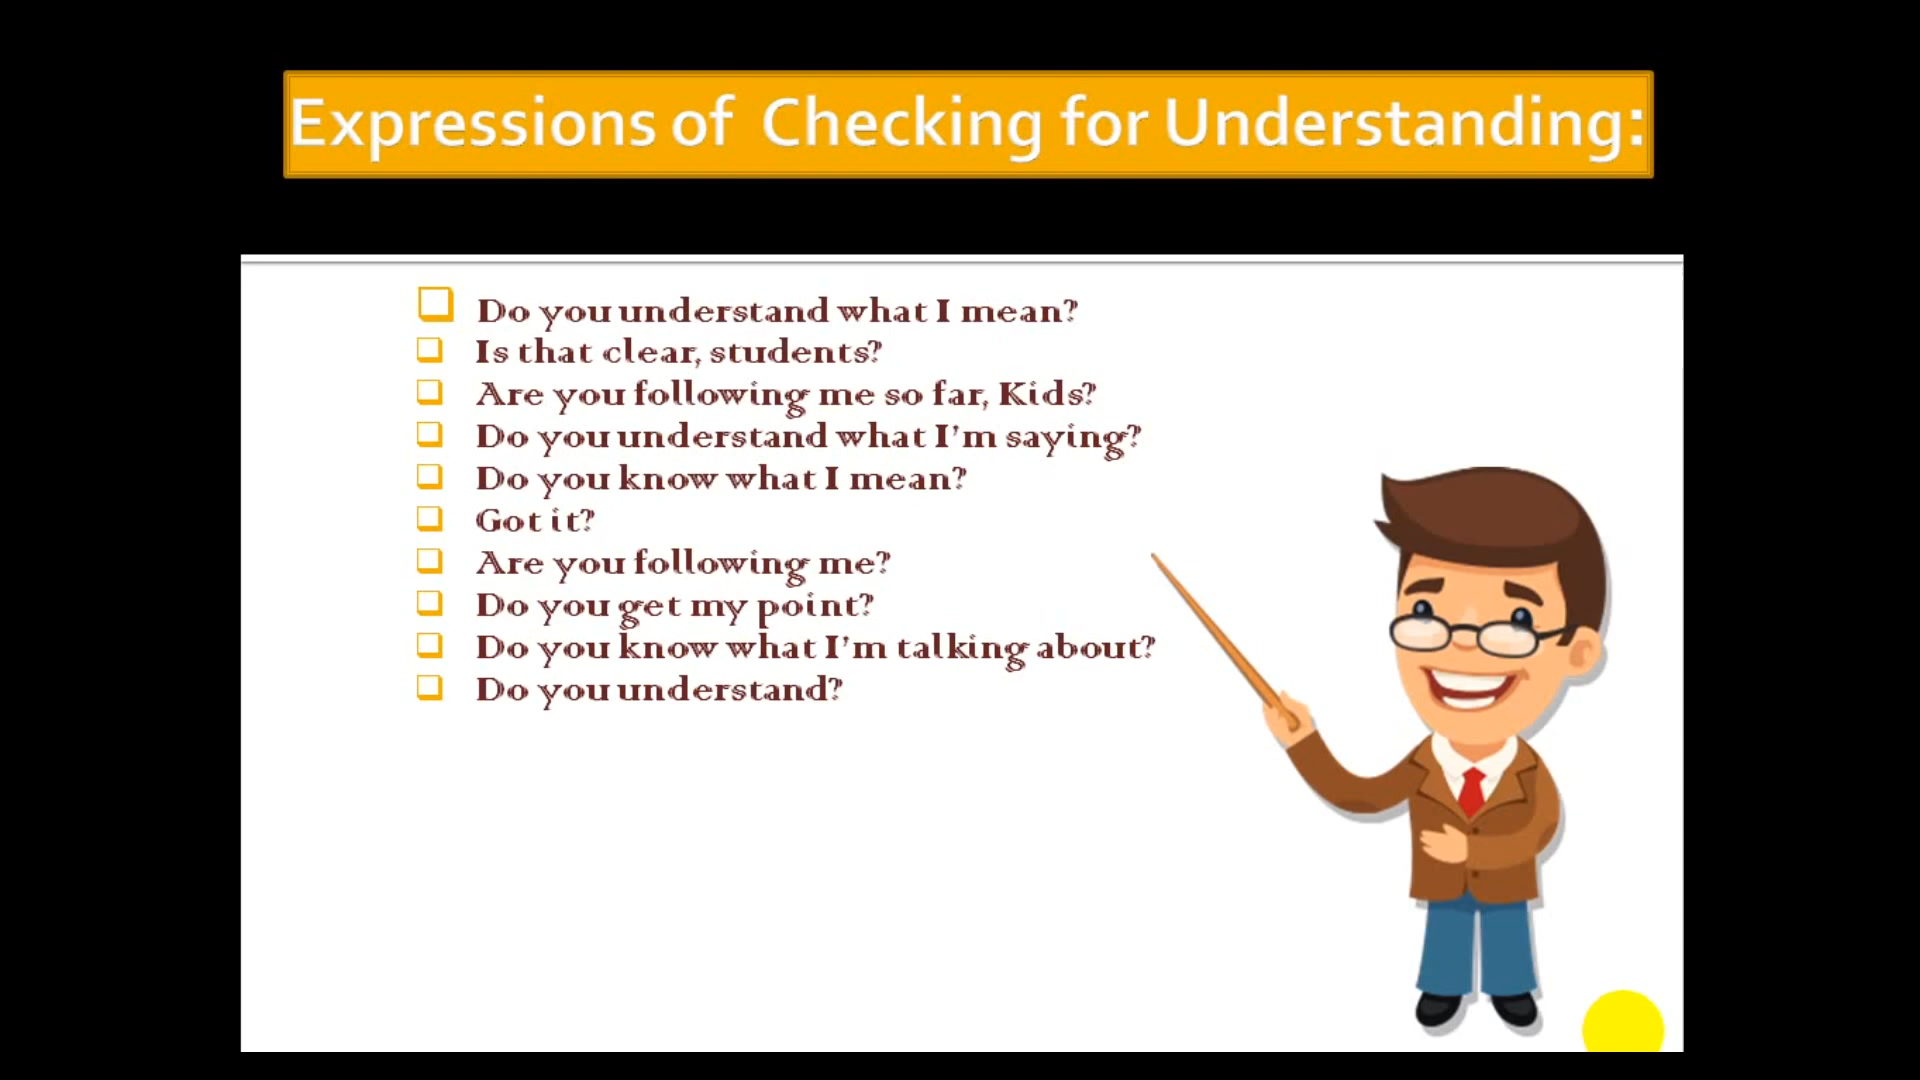 Expressions of Checking for Understanding:
Do you understand what I mean?
Is that clear, students?
Are you following me so far, Kids?
Do you understand what I'm saying?
Do you know what I mean?
Got it?
Are you following me?
Do you get my point?
Do you know what I'm talking about?
Do you understand?